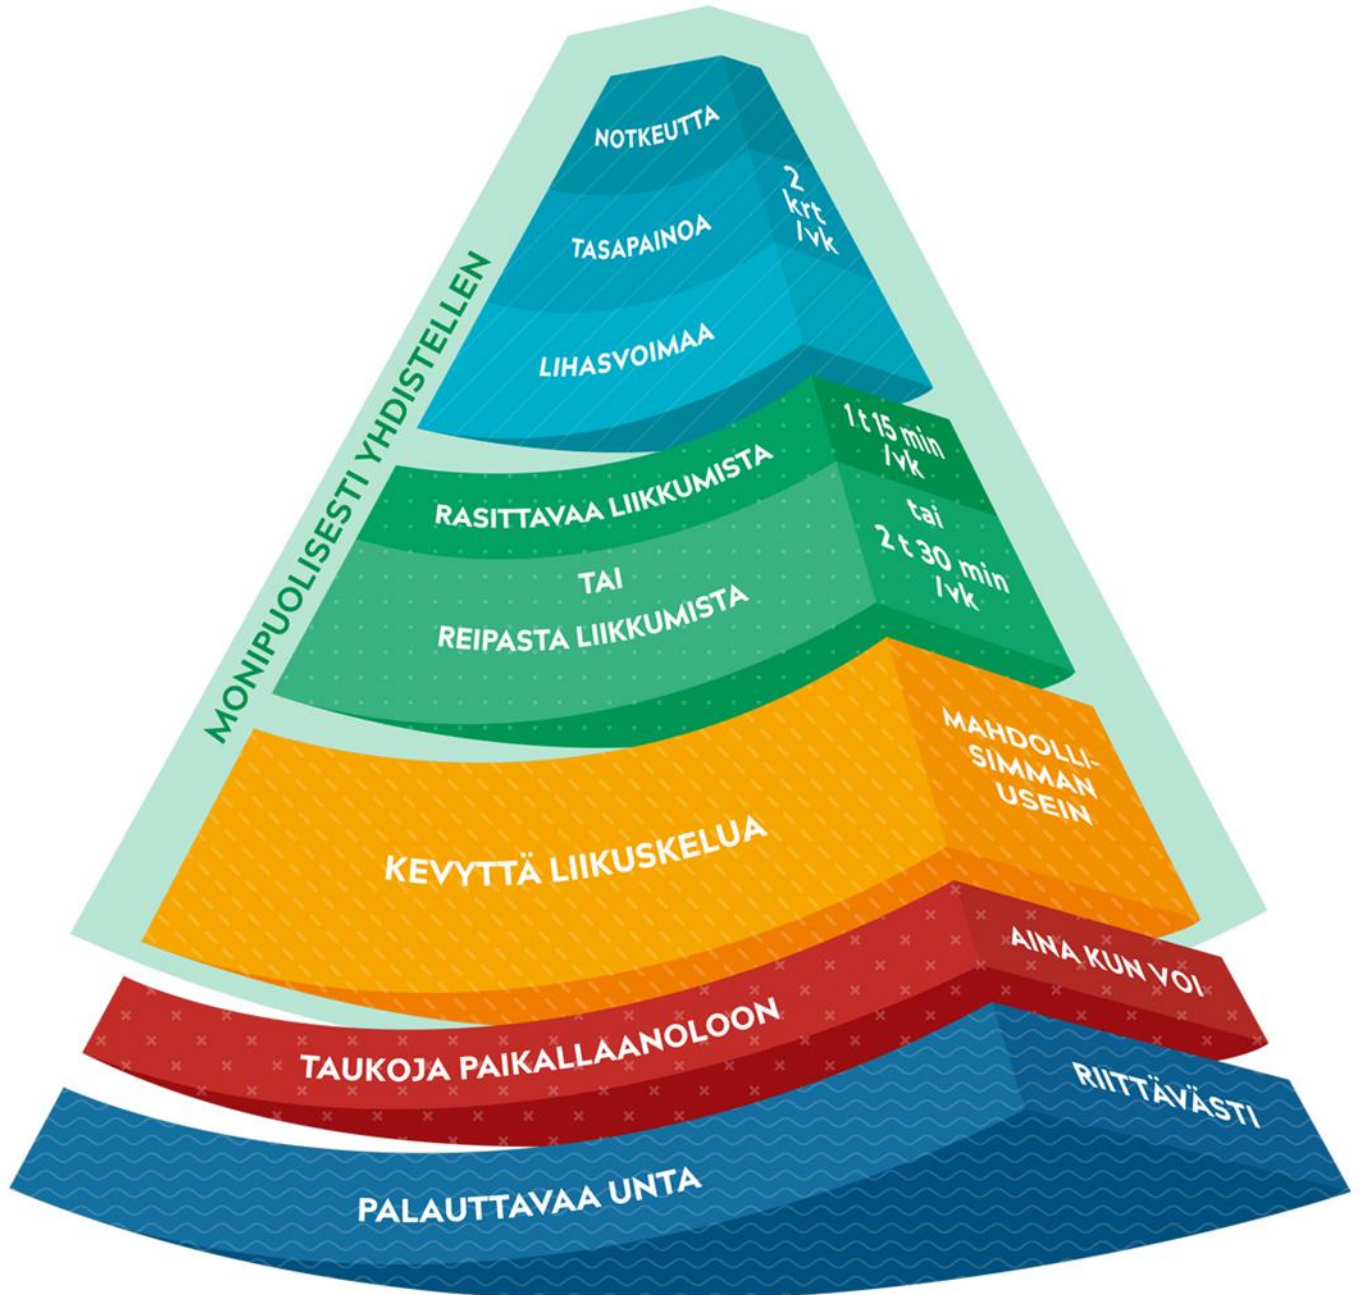 NOTKEUTTA
TASAPAINOA
LIHASVOIMAA
2
krt
/vk
MONIPUOLISESTI YHDISTELLEN
RASITTAVAA LIIKKUMISTA
1 t 15 min
/vk
TAI
REIPASTA LIIKKUMISTA
tai
2 t 30 min
/vk
KEVYTTÄ LIIKUSKELUA
MAHDOLLI-
SIMMAN
USEIN
TAUKOJA PAIKALLAANOLOON
AINA KUN VOI
PALAUTTAVAA UNTA
RIITTÄVÄSTI